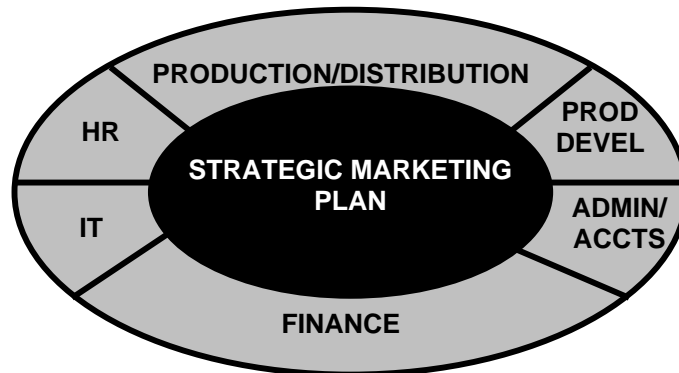 PRODUCTION/DISTRIBUTION
PROD
DEVEL
HR
STRATEGIC MARKETING
PLAN
IT
ADMIN/
ACCTS
FINANCE